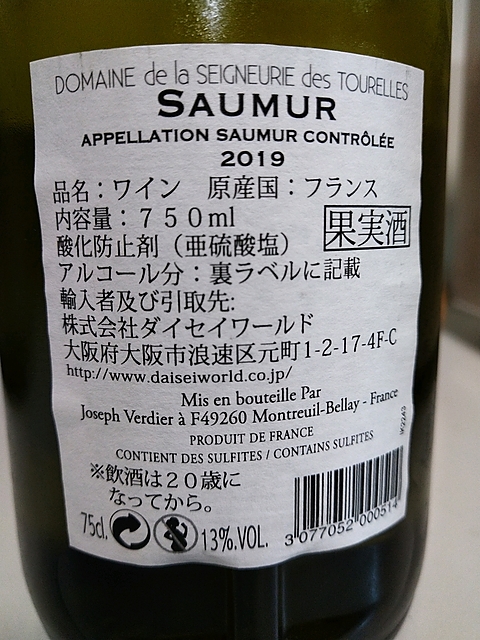 DOMAINE de la SEIGNEURIE des TOURELLES
SAUMUR
APPELLATION SAUMUR CONTRÔLÉE
2019
品名：ワイン 原産国：フランス
内容量：７５０ml
果実酒
酸化防止剤（亜硫酸塩）
アルコール分：裏ラベルに記載
輸入者及び引取先:
株式会社ダイセイワールド
大阪府大阪市浪速区元町1-2-17-4F-C
http://www.daiseiworld.co.jp/
Mis en bouteille Par
Joseph Verdier à F49260 Montreuil-Bellay - France
PRODUIT DE FRANCE
CONTIENT DES SULFITES / CONTAINS SULFITES
※飲酒は２０歳に
なってから。
75cl.
13%.VOL.
3 077052 000514